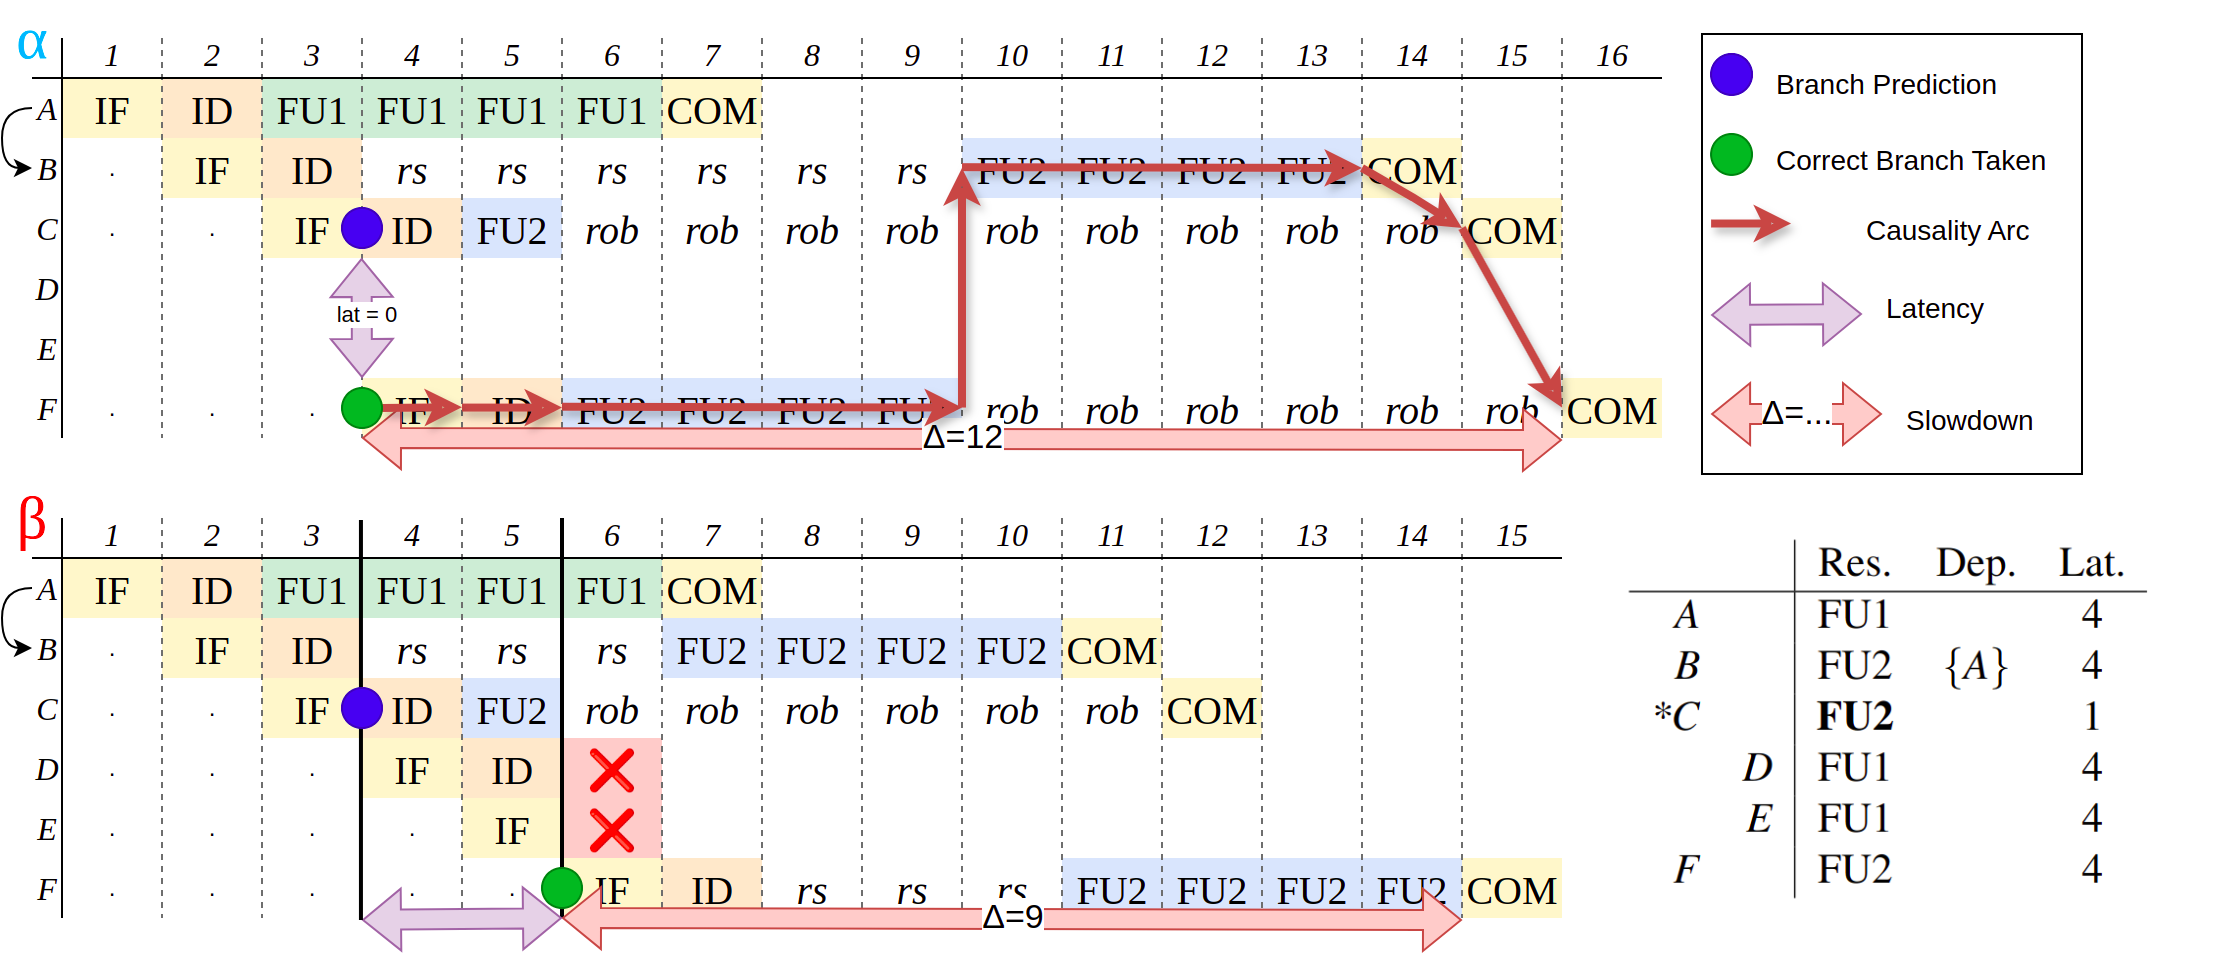 α
1 2 3 4 5 6 7 8 9 10 11 12 13 14 15 16
A IF ID FU1 FU1 FU1 FU1 COM
B . IF ID rs rs rs rs rs rs FU2 FU2 FU2 FU2 COM
C . . IF ID FU2 rob rob rob rob rob rob rob rob rob COM
D
lat = 0
E
F . . . IF ID FU2 FU2 FU2 FU2 rob rob rob rob rob rob COM
Δ=12
Branch Prediction
Correct Branch Taken
Causality Arc
Latency
Δ=... Slowdown
β
1 2 3 4 5 6 7 8 9 10 11 12 13 14 15
A IF ID FU1 FU1 FU1 FU1 COM
B . IF ID rs rs rs FU2 FU2 FU2 FU2 COM
C . . IF ID FU2 rob rob rob rob rob rob COM
D . . . IF ID
E . . . . IF
F . . . . . IF ID rs rs rs FU2 FU2 FU2 FU2 COM
Δ=9
Res. Dep. Lat.
A FU1 4
B FU2 {A} 4
*C FU2 1
D FU1 4
E FU1 4
F FU2 4